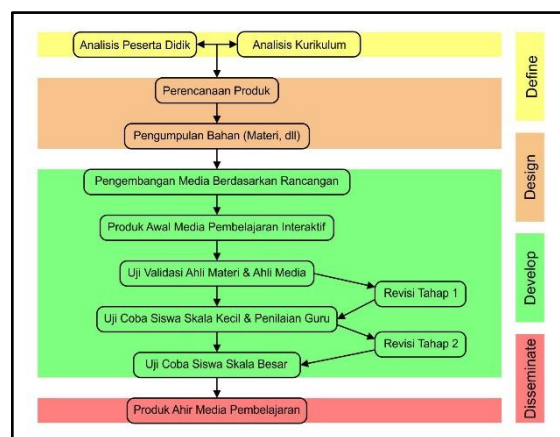 Analisis Peserta Didik
Analisis Kurikulum
Define
Perencanaan Produk
Pengumpulan Bahan (Materi, dll)
Design
Pengembangan Media Berdasarkan Rancangan
Produk Awal Media Pembelajaran Interaktif
Uji Validasi Ahli Materi & Ahli Media
Revisi Tahap 1
Uji Coba Siswa Skala Kecil & Penilaian Guru
Revisi Tahap 2
Uji Coba Siswa Skala Besar
Develop
Produk Ahir Media Pembelajaran
Disseminate